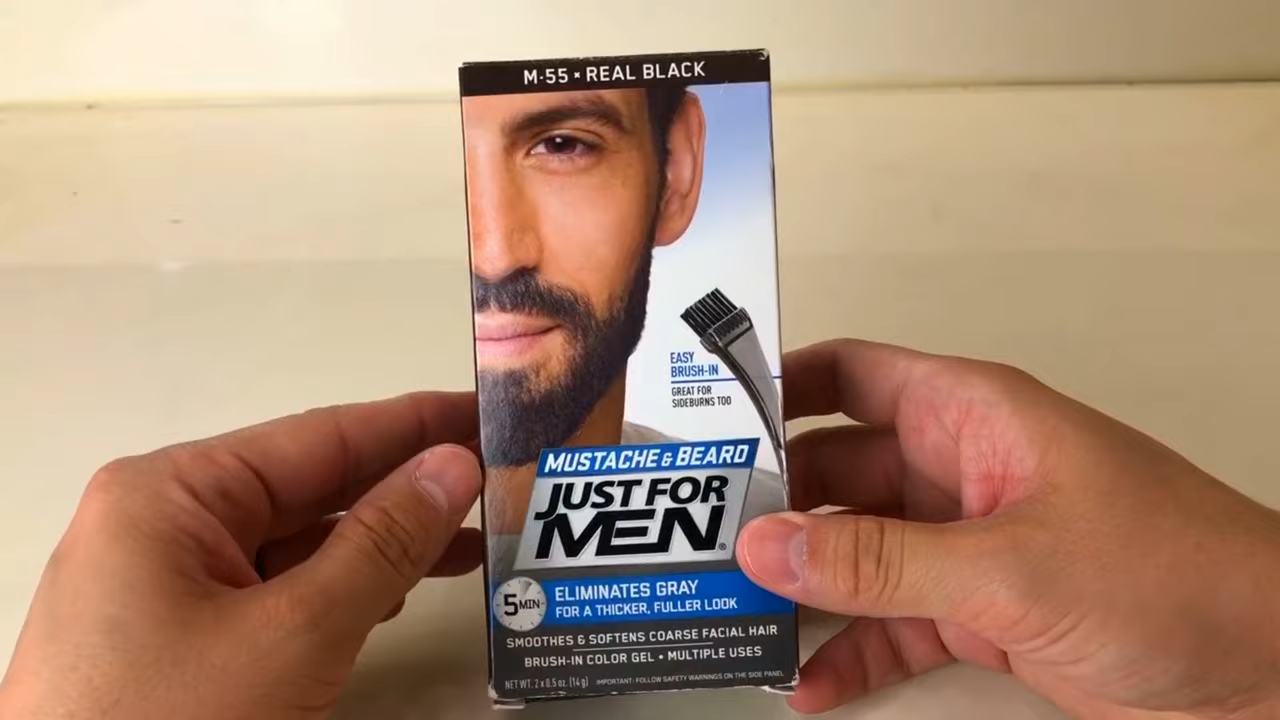 M-55 × REAL BLACK
EASY
BRUSH-IN
GREAT FOR
SIDEBURNS TOO
MUSTACHE & BEARD
JUST FOR
MEN®
5 MIN
ELIMINATES GRAY
FOR A THICKER, FULLER LOOK
SMOOTHES & SOFTENS COARSE FACIAL HAIR
BRUSH-IN COLOR GEL • MULTIPLE USES
NET WT. 2 x 0.5 oz. (14 g) IMPORTANT: FOLLOW SAFETY WARNINGS ON THE SIDE PANEL